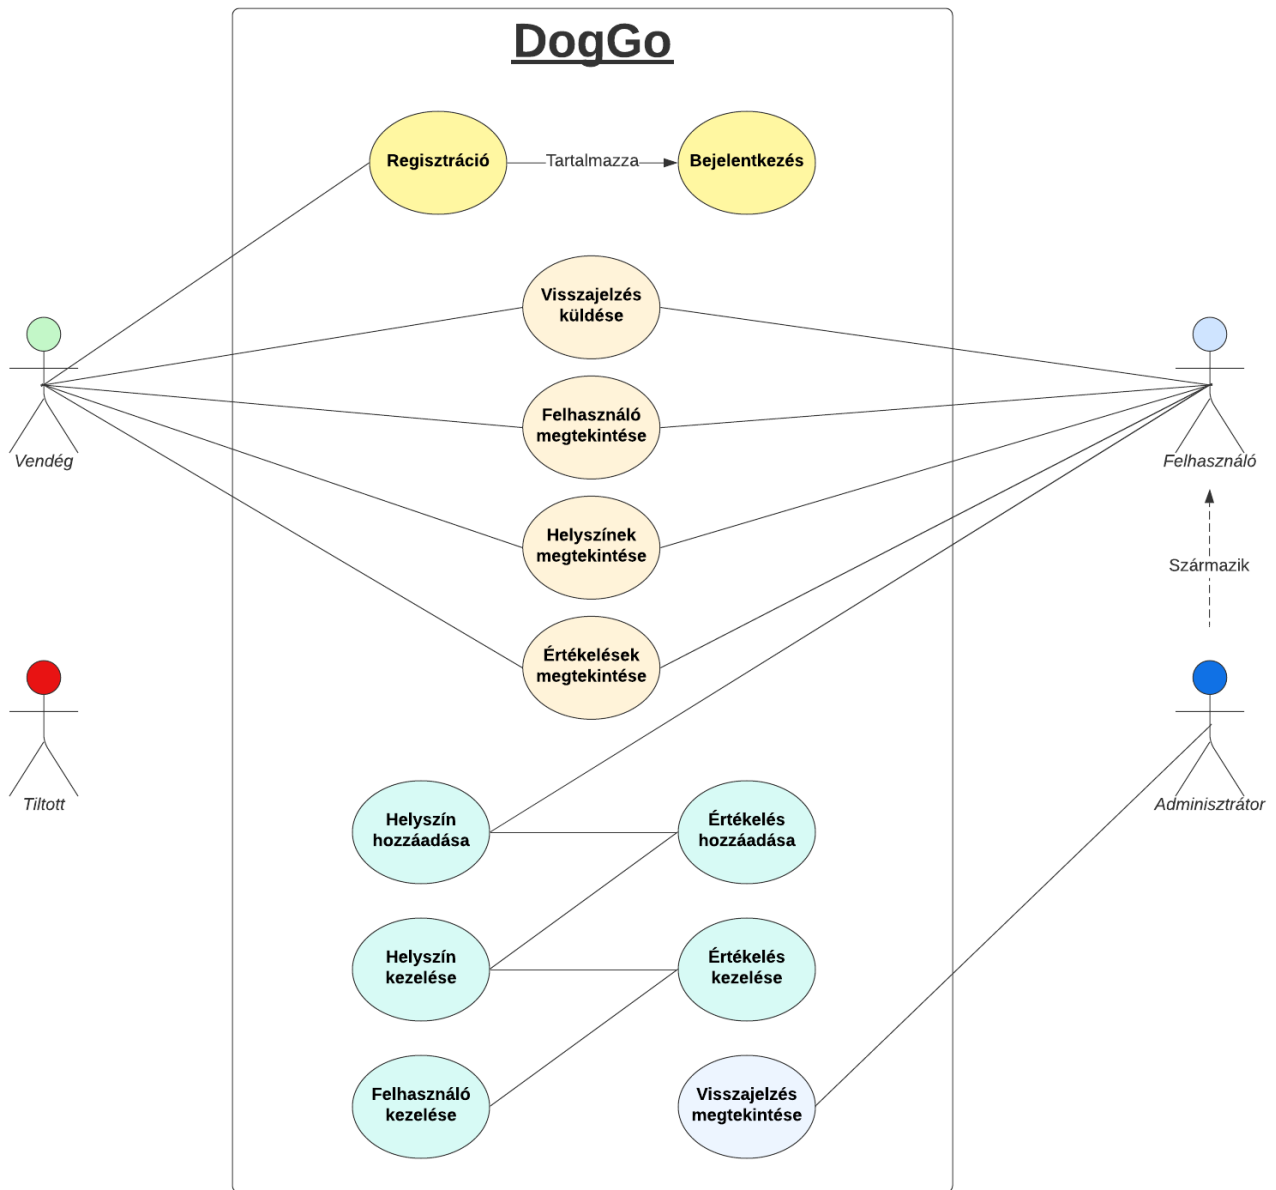 DogGo
Regisztráció
Tartalmazza
Bejelentkezés
Visszajelzés
küldése
Felhasználó
megtekintése
Vendég
Felhasználó
Helyszínek
megtekintése
Származik
Értékelések
megtekintése
Tiltott
Adminisztrátor
Helyszín
hozzáadása
Értékelés
hozzáadása
Helyszín
kezelése
Értékelés
kezelése
Felhasználó
kezelése
Visszajelzés
megtekintése